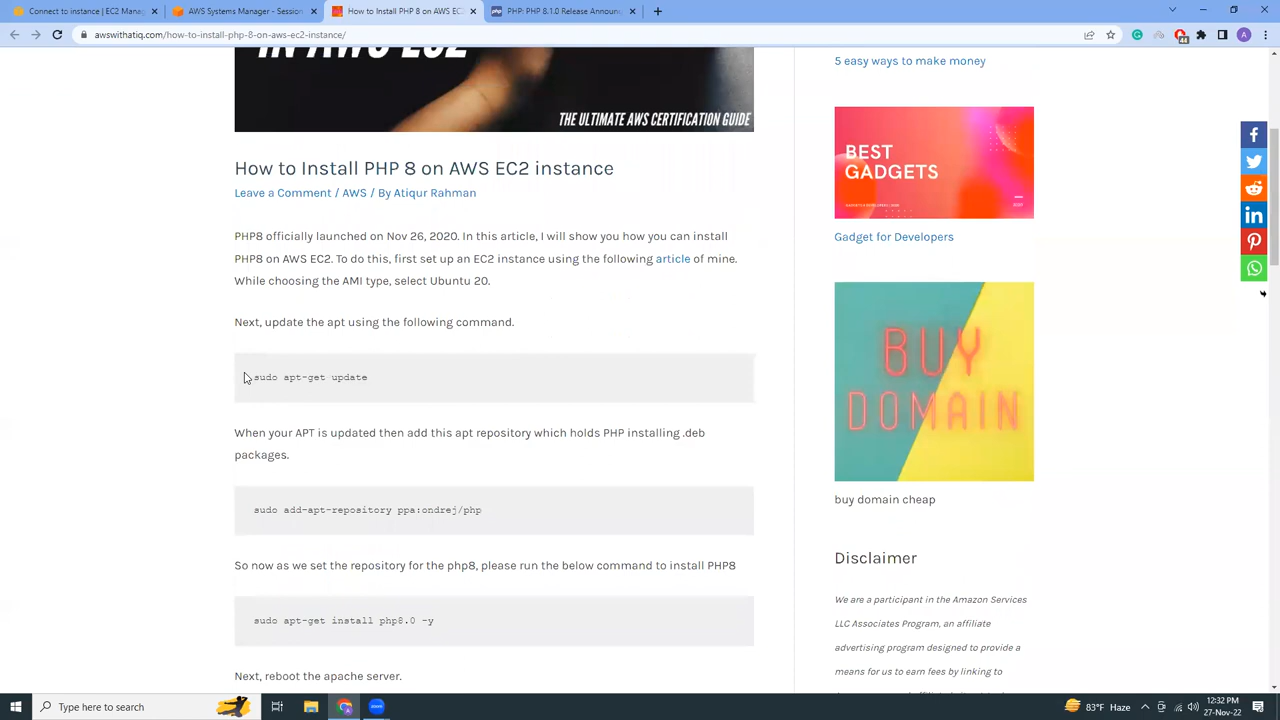 Connect to instance | EC2 Manag
AWS Systems Manager - Session
How to Install PHP 8 on AWS EC2
PHP: PHP 8.1.0 Release Announc
awswithatiq.com/how-to-install-php-8-on-aws-ec2-instance/
44
A
IN AWS EC2
THE ULTIMATE AWS CERTIFICATION GUIDE
How to Install PHP 8 on AWS EC2 instance
Leave a Comment / AWS / By Atiqur Rahman
PHP8 officially launched on Nov 26, 2020. In this article, I will show you how you can install
PHP8 on AWS EC2. To do this, first set up an EC2 instance using the following article of mine.
While choosing the AMI type, select Ubuntu 20.
Next, update the apt using the following command.
sudo apt-get update
When your APT is updated then add this apt repository which holds PHP installing .deb
packages.
sudo add-apt-repository ppa:ondrej/php
So now as we set the repository for the php8, please run the below command to install PHP8
sudo apt-get install php8.0 -y
Next, reboot the apache server.
5 easy ways to make money
BEST
GADGETS
Gadget for Developers
BUY
DOMAIN
buy domain cheap
Disclaimer
We are a participant in the Amazon Services
LLC Associates Program, an affiliate
advertising program designed to provide a
means for us to earn fees by linking to
Type here to search
83°F Haze
12:32 PM
27-Nov-22